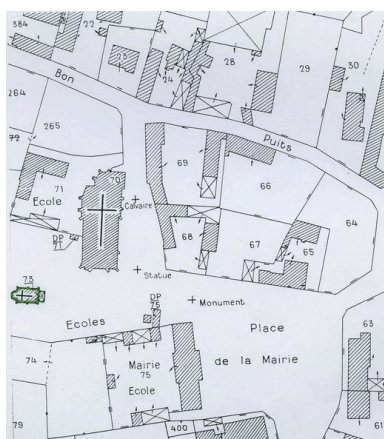 384
22
23
24
28
29
30
Bon
Puits
264
265
72
71
Ecole
70
Calvaire
69
66
64
68
67
65
DP
71
Statue
73
DP
75
Monument
Ecoles
Place
de la Mairie
63
74
Mairie
75
Ecole
79
400
61